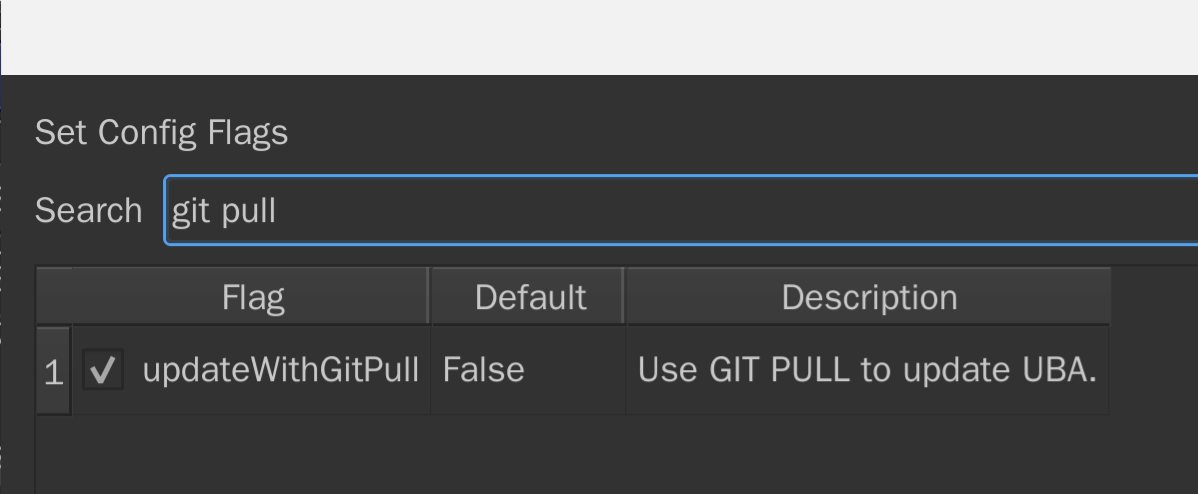 Set Config Flags
Search git pull
Flag Default Description
1 updateWithGitPull False Use GIT PULL to update UBA.